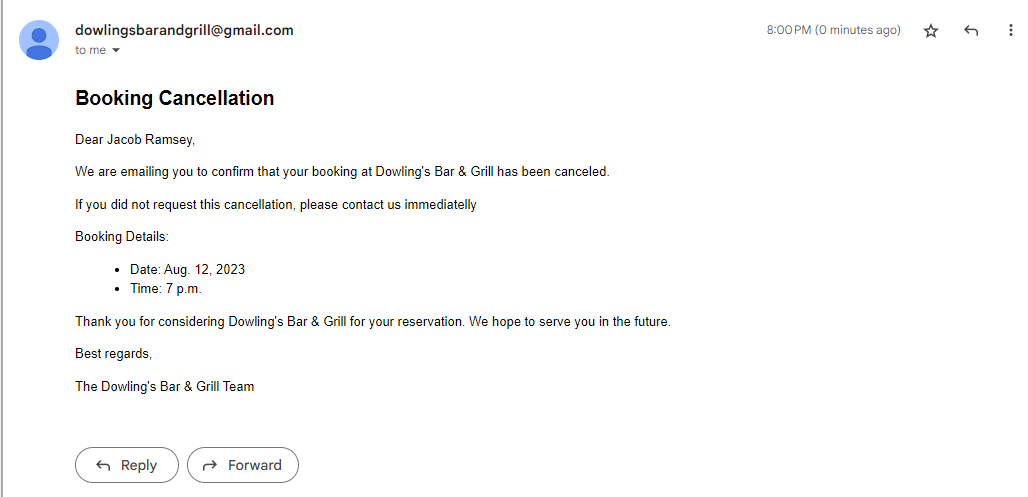 dowlingsbarandgrill@gmail.com
8:00 PM (0 minutes ago)
to me
Booking Cancellation
Dear Jacob Ramsey,
We are emailing you to confirm that your booking at Dowling's Bar & Grill has been canceled.
If you did not request this cancellation, please contact us immediatelly
Booking Details:
• Date: Aug. 12, 2023
• Time: 7 p.m.
Thank you for considering Dowling's Bar & Grill for your reservation. We hope to serve you in the future.
Best regards,
The Dowling's Bar & Grill Team
Reply
Forward